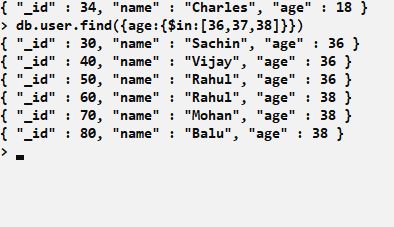 { "_id" : 34, "name" : "Charles", "age" : 18 }
> db.user.find({age:{$in:[36,37,38]}})
{ "_id" : 30, "name" : "Sachin", "age" : 36 }
{ "_id" : 40, "name" : "Vijay", "age" : 36 }
{ "_id" : 50, "name" : "Rahul", "age" : 36 }
{ "_id" : 60, "name" : "Rahul", "age" : 38 }
{ "_id" : 70, "name" : "Mohan", "age" : 38 }
{ "_id" : 80, "name" : "Balu", "age" : 38 }
>